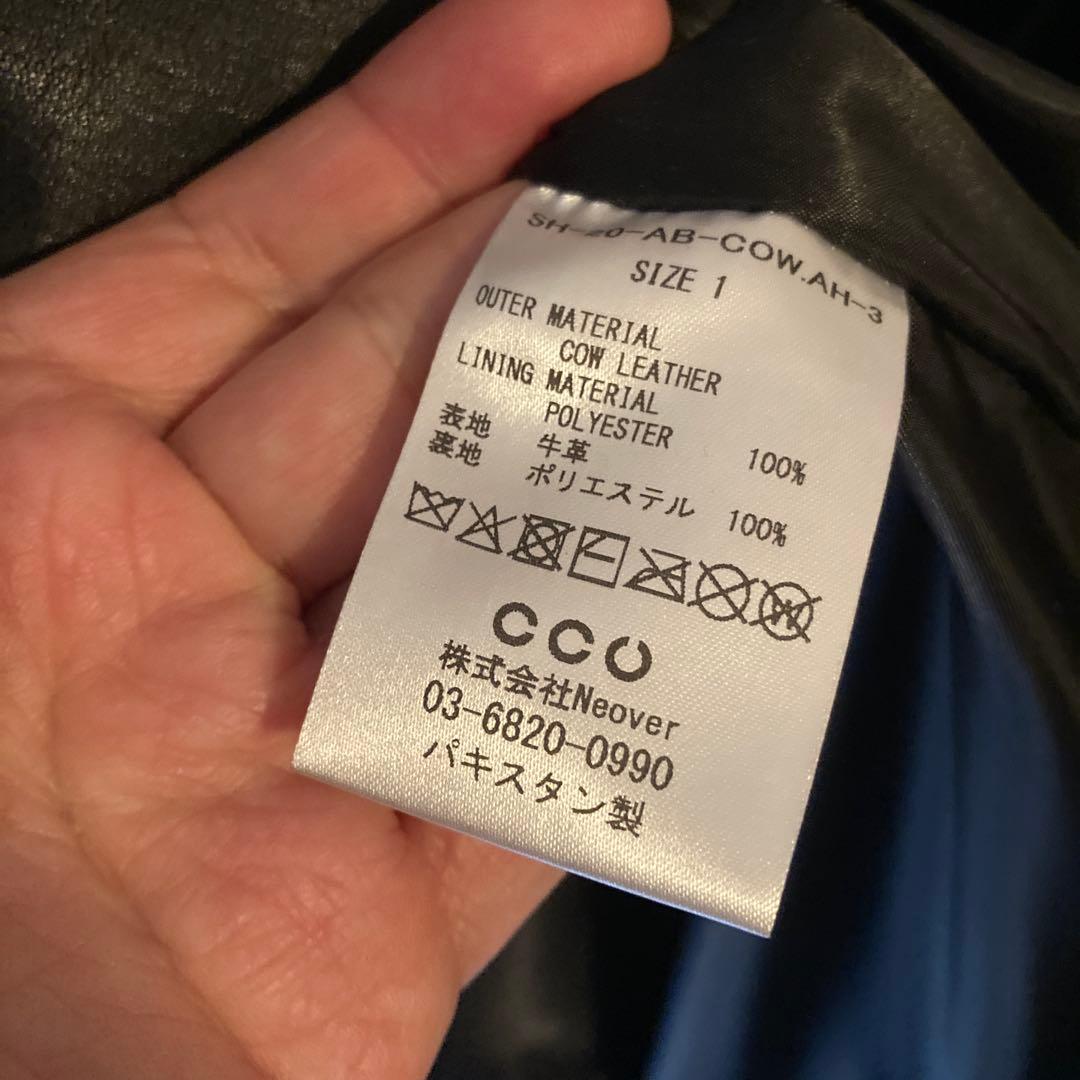 SH-20-AB-COW.AH-3
SIZE 1
OUTER MATERIAL
COW LEATHER
LINING MATERIAL
POLYESTER
表地 牛革 100%
裏地 ポリエステル 100%
CCU
株式会社Neover
03-6820-0990
パキスタン製